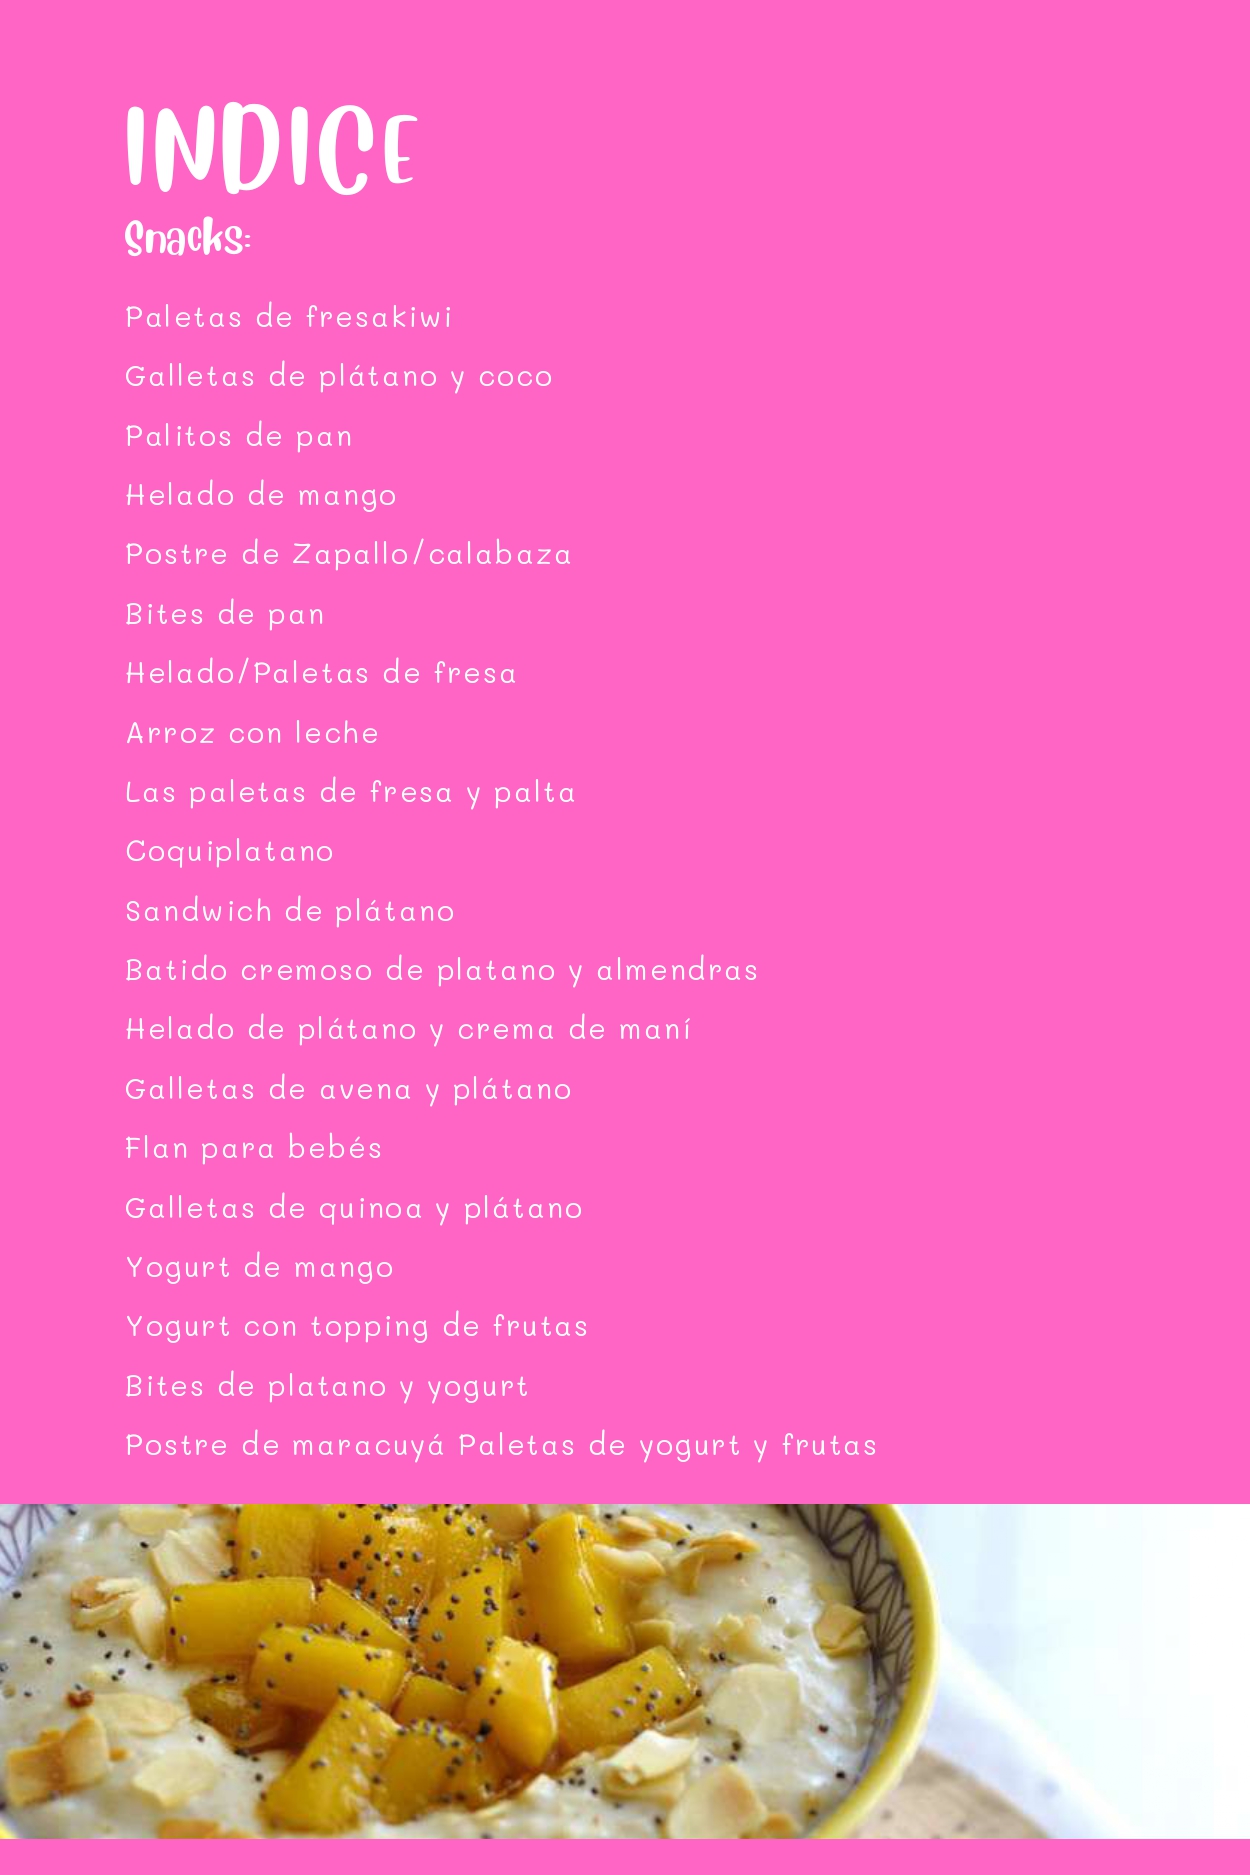 INDICE
Snacks:
Paletas de fresakiwi
Galletas de plátano y coco
Palitos de pan
Helado de mango
Postre de Zapallo/calabaza
Bites de pan
Helado/Paletas de fresa
Arroz con leche
Las paletas de fresa y palta
Coquiplatano
Sandwich de plátano
Batido cremoso de platano y almendras
Helado de plátano y crema de maní
Galletas de avena y plátano
Flan para bebés
Galletas de quinoa y plátano
Yogurt de mango
Yogurt con topping de frutas
Bites de platano y yogurt
Postre de maracuyá Paletas de yogurt y frutas